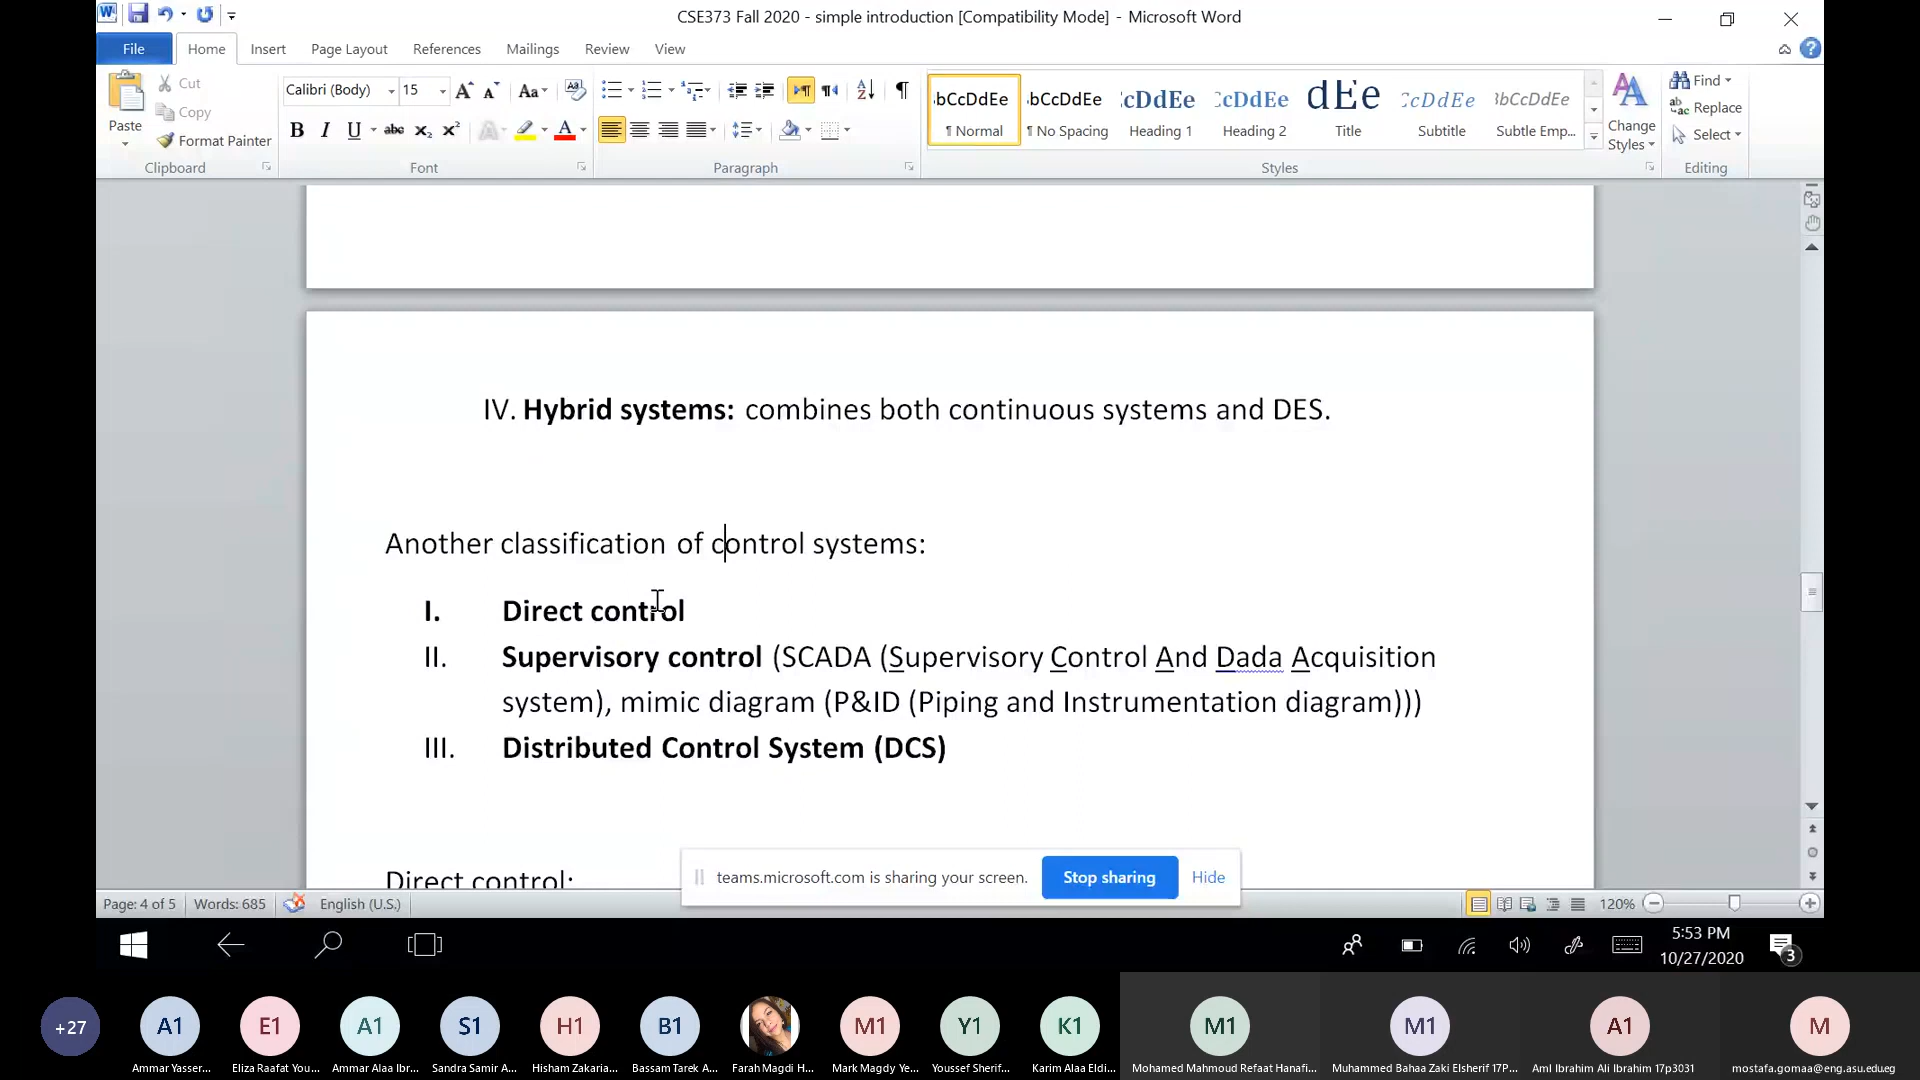 CSE373 Fall 2020 - simple introduction [Compatibility Mode] - Microsoft Word
File Home Insert Page Layout References Mailings Review View
Paste
Cut
Copy
Format Painter
Clipboard
Calibri (Body) 15
Font
Paragraph
bCcDdEe bCcDdEe CcDdEe CcDdEe dEe CcDdEe BbCcDdEe
¶ Normal ¶ No Spacing Heading 1 Heading 2 Title Subtitle Subtle Emp...
Change
Styles
Styles
Find
Replace
Select
Editing
IV. Hybrid systems: combines both continuous systems and DES.
Another classification of control systems:
I. Direct control
II. Supervisory control (SCADA (Supervisory Control And Dada Acquisition
system), mimic diagram (P&ID (Piping and Instrumentation diagram)))
III. Distributed Control System (DCS)
Direct control:
teams.microsoft.com is sharing your screen. Stop sharing Hide
Page: 4 of 5 Words: 685 English (U.S.) 120%
5:53 PM
10/27/2020
3
+27 A1 E1 A1 S1 H1 B1 M1 Y1 K1 M1 M1 A1 M
Ammar Yasser... Eliza Raafat You... Ammar Alaa Ibr... Sandra Samir A... Hisham Zakaria... Bassam Tarek A... Farah Magdi H... Mark Magdy Ye... Youssef Sherif... Karim Alaa Eldi... Mohamed Mahmoud Refaat Hanafi... Muhammed Bahaa Zaki Elsherif 17P... Aml Ibrahim Ali Ibrahim 17p3031 mostafa.gomaa@eng.asu.edu.eg